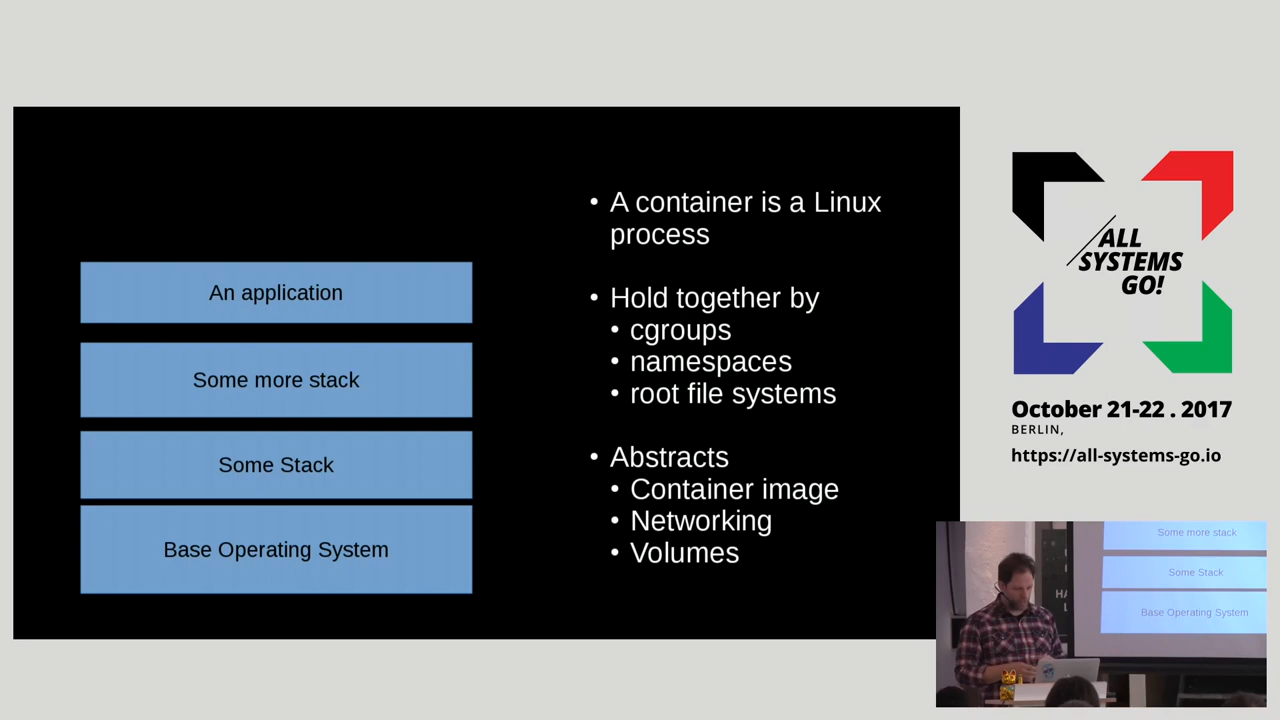 An application
Some more stack
Some Stack
Base Operating System
• A container is a Linux
process
• Hold together by
• cgroups
• namespaces
• root file systems
• Abstracts
• Container image
• Networking
• Volumes
ALL
SYSTEMS
GO!
October 21-22 . 2017
BERLIN,
https://all-systems-go.io
Some more stack
Some Stack
Base Operating System